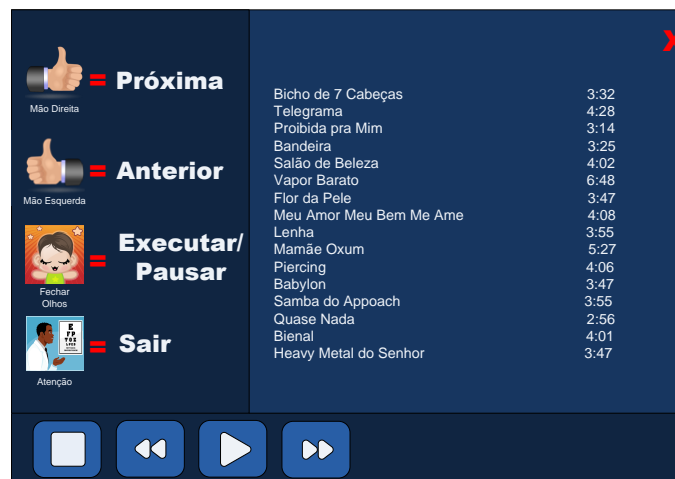 = Próxima
Mão Direita
= Anterior
Mão Esquerda
= Executar/
Pausar
Fechar
Olhos
E
F P
T O Z
= Sair
Atenção
X
Bicho de 7 Cabeças 3:32
Telegrama 4:28
Proibida pra Mim 3:14
Bandeira 3:25
Salão de Beleza 4:02
Vapor Barato 6:48
Flor da Pele 3:47
Meu Amor Meu Bem Me Ame 4:08
Lenha 3:55
Mamãe Oxum 5:27
Piercing 4:06
Babylon 3:47
Samba do Appoach 3:55
Quase Nada 2:56
Bienal 4:01
Heavy Metal do Senhor 3:47